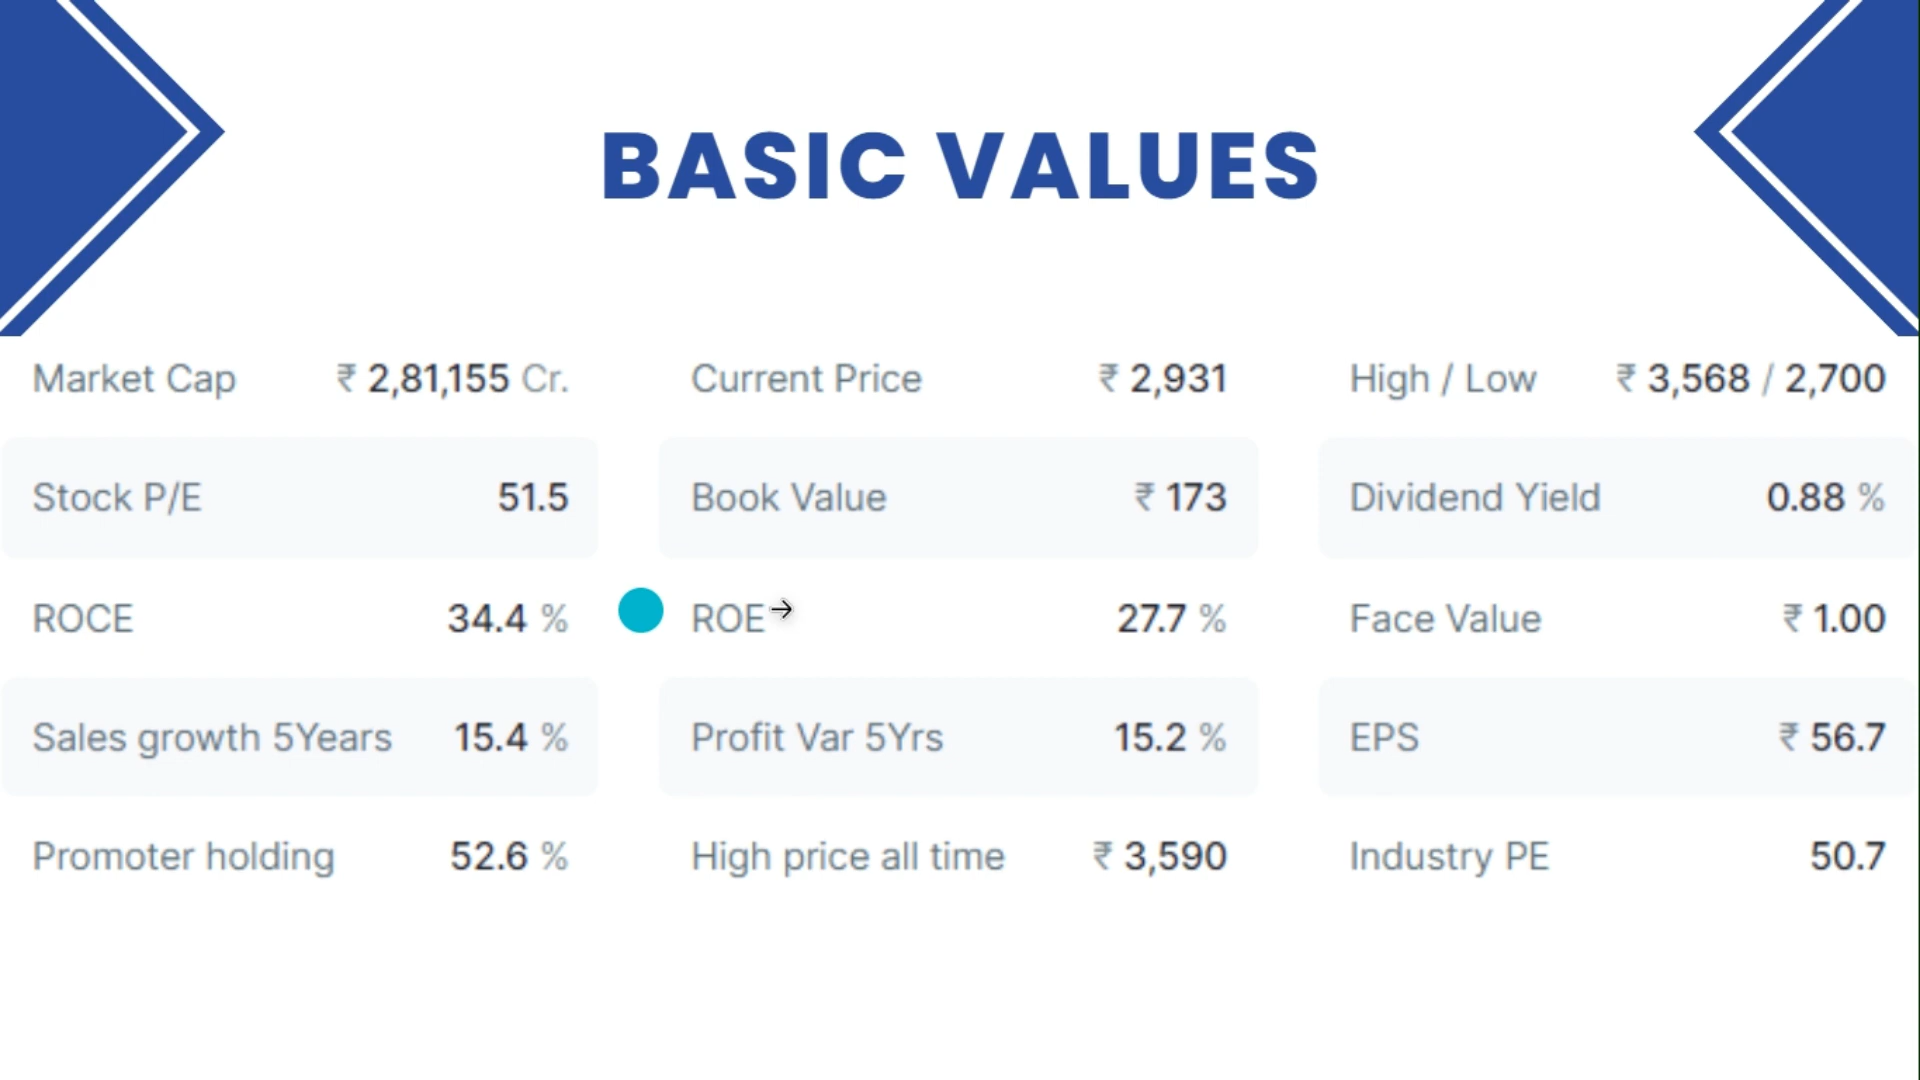 BASIC VALUES
Market Cap ₹ 2,81,155 Cr. Current Price ₹ 2,931 High / Low ₹ 3,568 / 2,700
Stock P/E 51.5 Book Value ₹ 173 Dividend Yield 0.88 %
ROCE 34.4 % ROE 27.7 % Face Value ₹ 1.00
Sales growth 5Years 15.4 % Profit Var 5Yrs 15.2 % EPS ₹ 56.7
Promoter holding 52.6 % High price all time ₹ 3,590 Industry PE 50.7